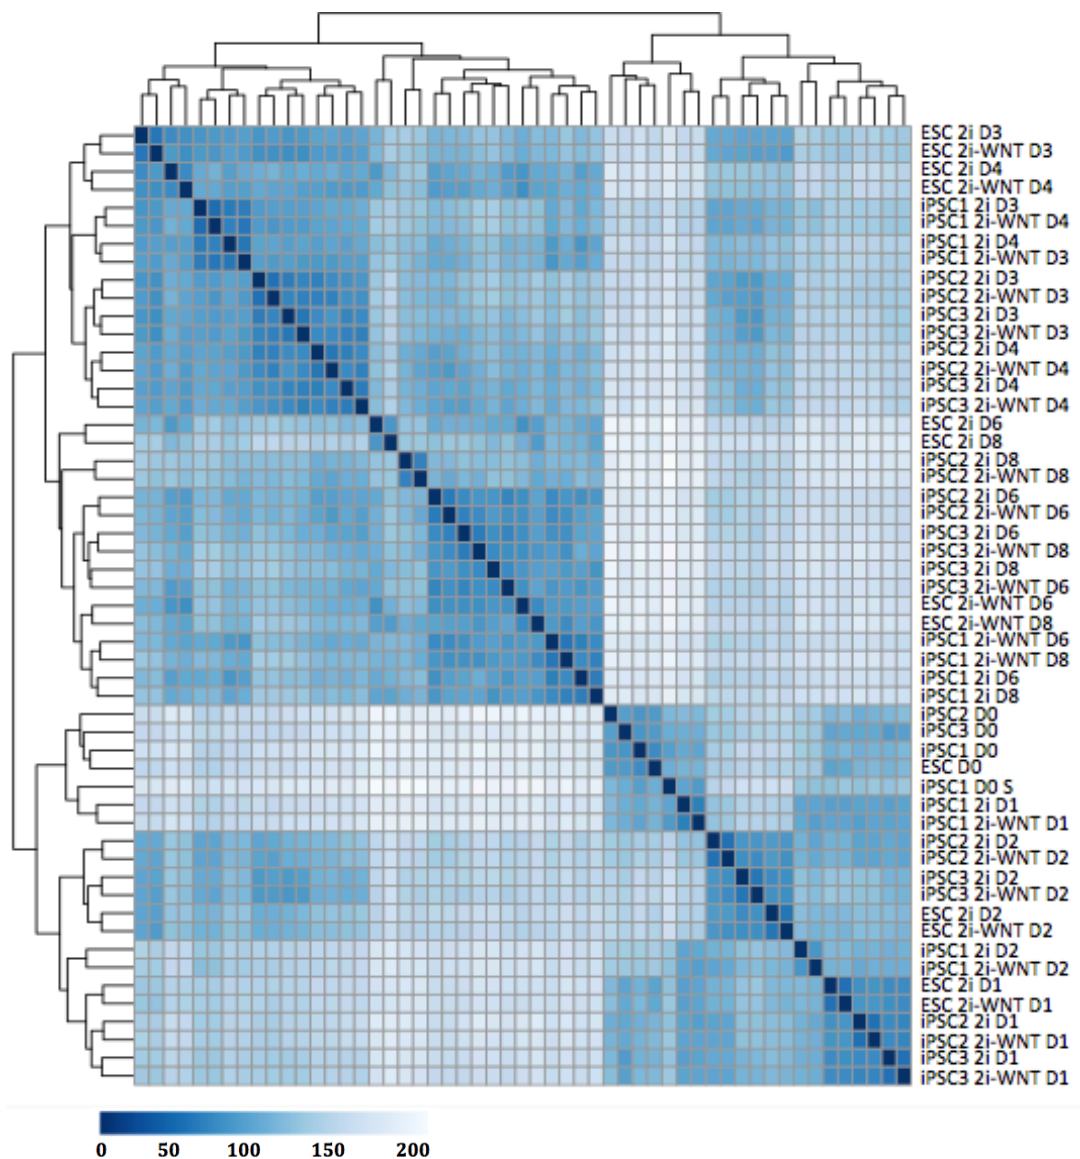 ESC 2i D3
ESC 2i-WNT D3
ESC 2i D4
ESC 2i-WNT D4
iPSC1 2i D3
iPSC1 2i-WNT D4
iPSC1 2i D4
iPSC1 2i-WNT D3
iPSC2 2i D3
iPSC2 2i-WNT D3
iPSC3 2i D3
iPSC3 2i-WNT D3
iPSC2 2i D4
iPSC2 2i-WNT D4
iPSC3 2i D4
iPSC3 2i-WNT D4
ESC 2i D6
ESC 2i D8
iPSC2 2i D8
iPSC2 2i-WNT D8
iPSC2 2i D6
iPSC2 2i-WNT D6
iPSC3 2i D6
iPSC3 2i-WNT D8
iPSC3 2i D8
iPSC3 2i-WNT D6
ESC 2i-WNT D6
ESC 2i-WNT D8
iPSC1 2i-WNT D6
iPSC1 2i-WNT D8
iPSC1 2i D6
iPSC1 2i D8
iPSC2 D0
iPSC3 D0
iPSC1 D0
ESC D0
iPSC1 D0 S
iPSC1 2i D1
iPSC1 2i-WNT D1
iPSC2 2i D2
iPSC2 2i-WNT D2
iPSC3 2i D2
iPSC3 2i-WNT D2
ESC 2i D2
ESC 2i-WNT D2
iPSC1 2i D2
iPSC1 2i-WNT D2
ESC 2i D1
ESC 2i-WNT D1
iPSC2 2i D1
iPSC2 2i-WNT D1
iPSC3 2i D1
iPSC3 2i-WNT D1
0 50 100 150 200